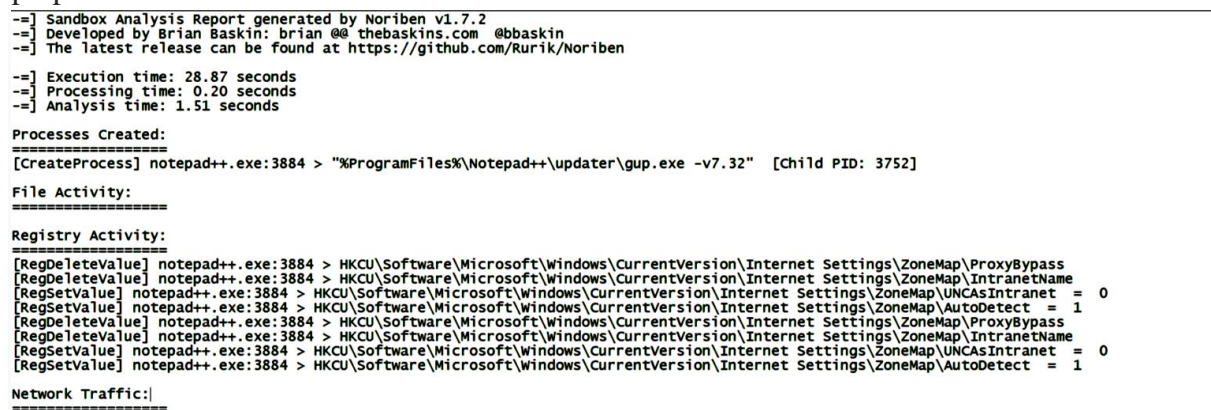 -=] Sandbox Analysis Report generated by Noriben v1.7.2
-=] Developed by Brian Baskin: brian @@ thebaskins.com  @bbaskin
-=] The latest release can be found at https://github.com/Rurik/Noriben
-=] Execution time: 28.87 seconds
-=] Processing time: 0.20 seconds
-=] Analysis time: 1.51 seconds
Processes Created:
==================
[CreateProcess] notepad++.exe:3884 > "%ProgramFiles%\Notepad++\updater\gup.exe -v7.32"  [Child PID: 3752]
File Activity:
==================
Registry Activity:
==================
[RegDeleteValue] notepad++.exe:3884 > HKCU\Software\Microsoft\Windows\CurrentVersion\Internet Settings\ZoneMap\ProxyBypass
[RegDeleteValue] notepad++.exe:3884 > HKCU\Software\Microsoft\Windows\CurrentVersion\Internet Settings\ZoneMap\IntranetName
[RegSetValue] notepad++.exe:3884 > HKCU\Software\Microsoft\Windows\CurrentVersion\Internet Settings\ZoneMap\UNCAsIntranet  =  0
[RegSetValue] notepad++.exe:3884 > HKCU\Software\Microsoft\Windows\CurrentVersion\Internet Settings\ZoneMap\AutoDetect  =  1
[RegDeleteValue] notepad++.exe:3884 > HKCU\Software\Microsoft\Windows\CurrentVersion\Internet Settings\ZoneMap\ProxyBypass
[RegDeleteValue] notepad++.exe:3884 > HKCU\Software\Microsoft\Windows\CurrentVersion\Internet Settings\ZoneMap\IntranetName
[RegSetValue] notepad++.exe:3884 > HKCU\Software\Microsoft\Windows\CurrentVersion\Internet Settings\ZoneMap\UNCAsIntranet  =  0
[RegSetValue] notepad++.exe:3884 > HKCU\Software\Microsoft\Windows\CurrentVersion\Internet Settings\ZoneMap\AutoDetect  =  1
Network Traffic:
==================